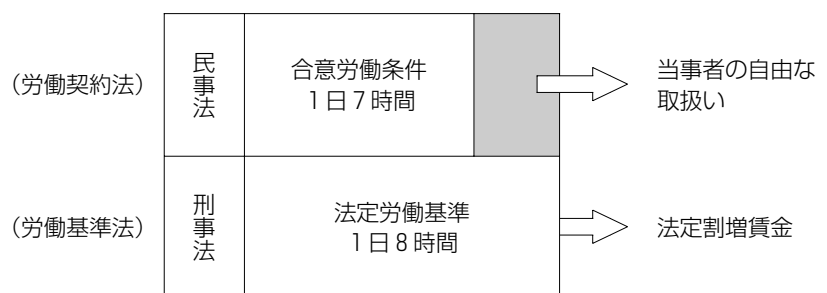 （労働契約法）
民事法
合意労働条件
１日７時間
当事者の自由な
取扱い
（労働基準法）
刑事法
法定労働基準
１日８時間
法定割増賃金